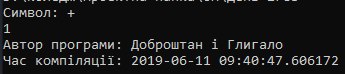 Символ: +
1
Автор програми: Доброштан і Глигало
Час компіляції: 2019-06-11 09:40:47.606172